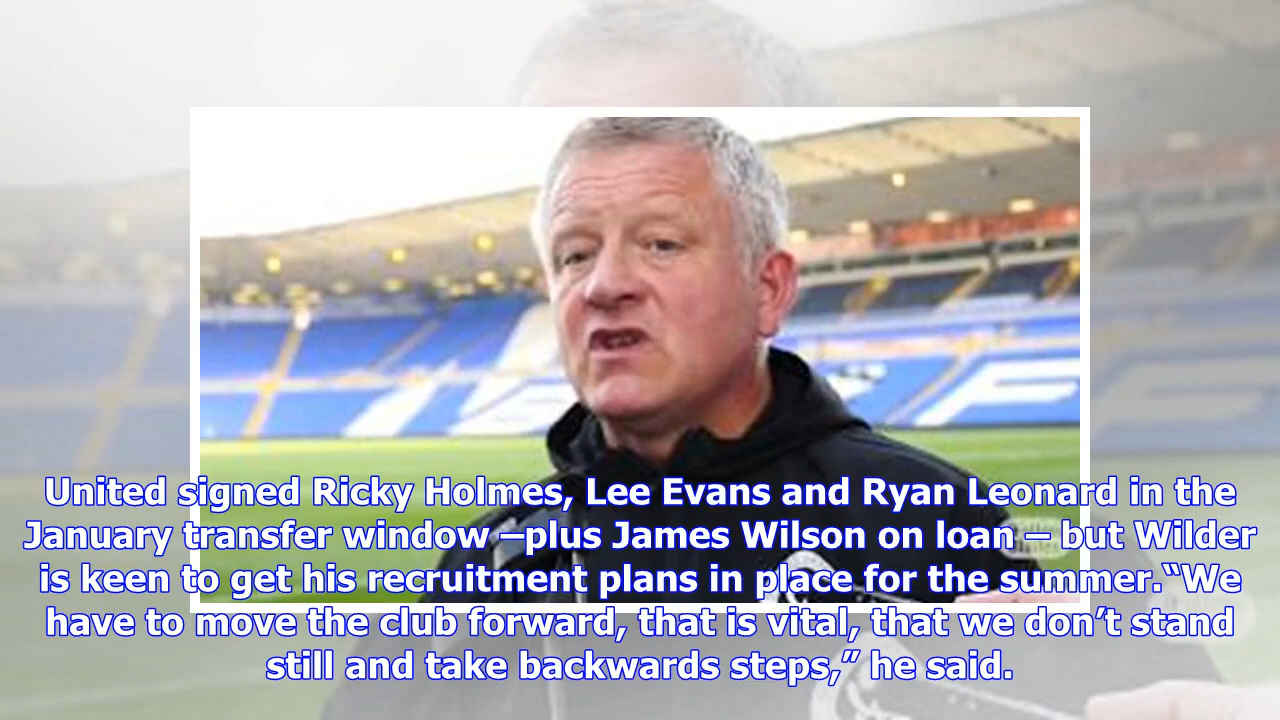 United signed Ricky Holmes, Lee Evans and Ryan Leonard in the
January transfer window –plus James Wilson on loan – but Wilder
is keen to get his recruitment plans in place for the summer.“We
have to move the club forward, that is vital, that we don’t stand
still and take backwards steps,” he said.